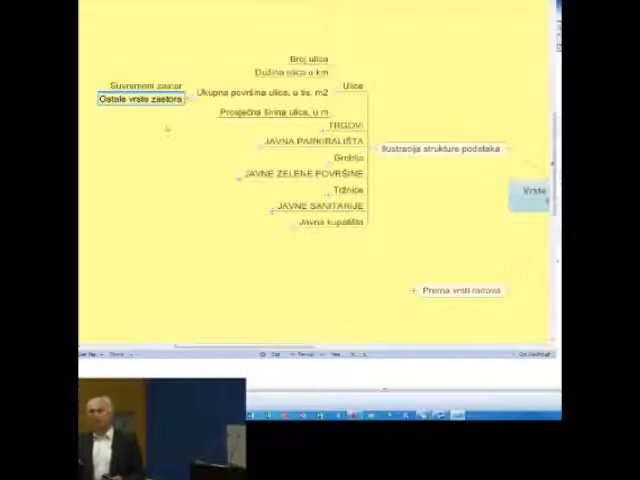 Broj ulica
Dužina ulica u km
Suvremeni zastor
Ostale vrste zastora
Ukupna površina ulica, u tis. m2
Ulice
Prosječna širina ulica, u m
TRGOVI
JAVNA PARKIRALIŠTA
Groblja
JAVNE ZELENE POVRŠINE
Tržnice
JAVNE SANITARIJE
Javna kupališta
Ilustracija strukture podataka
Vrste
Prema vrsti radova